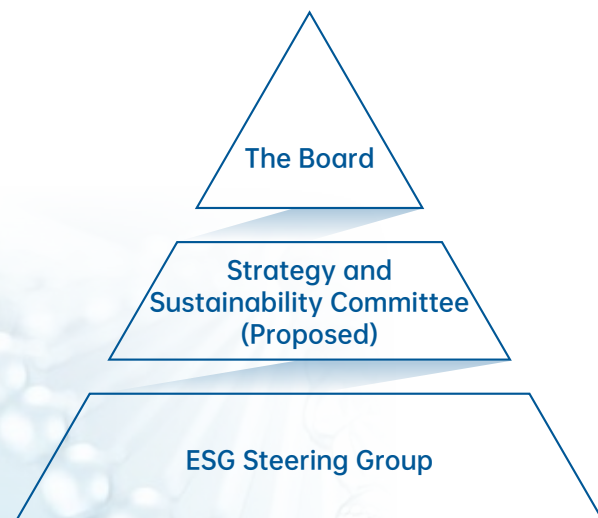 The Board
Strategy and
Sustainability Committee
(Proposed)
ESG Steering Group